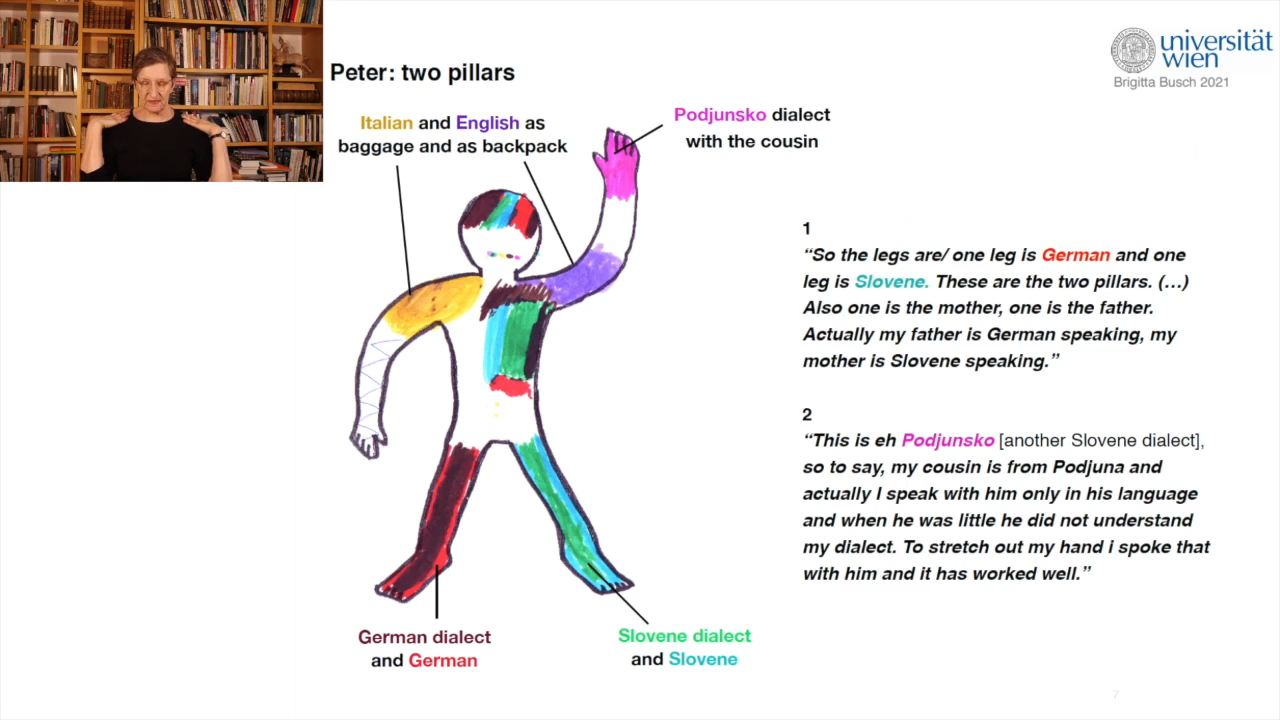 universität
wien
Brigitta Busch 2021
Peter: two pillars
Italian and English as
baggage and as backpack
Podjunsko dialect
with the cousin
German dialect
and German
Slovene dialect
and Slovene
1
“So the legs are/ one leg is German and one
leg is Slovene. These are the two pillars. (…)
Also one is the mother, one is the father.
Actually my father is German speaking, my
mother is Slovene speaking.”
2
“This is eh Podjunsko [another Slovene dialect],
so to say, my cousin is from Podjuna and
actually I speak with him only in his language
and when he was little he did not understand
my dialect. To stretch out my hand i spoke that
with him and it has worked well.”
7